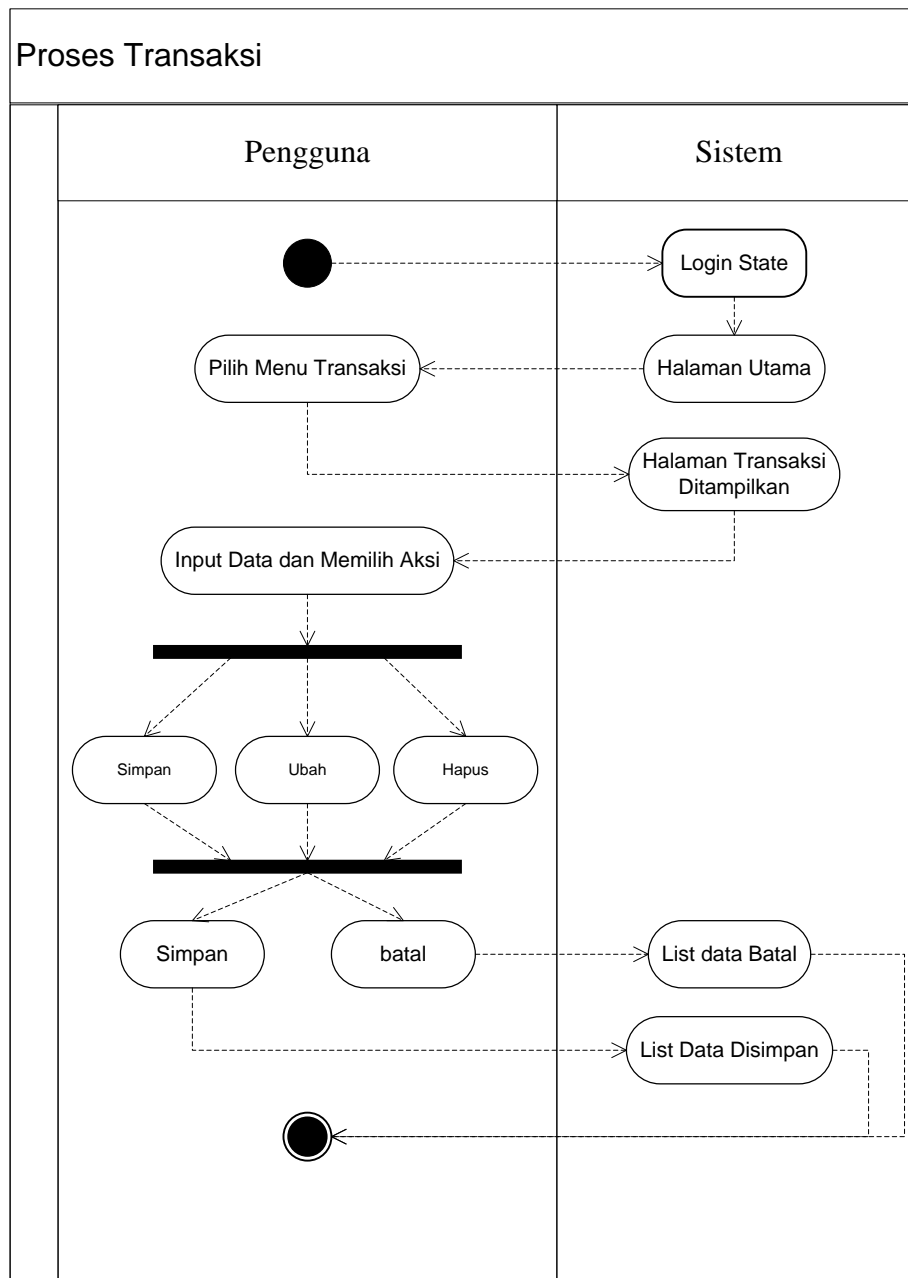 Proses Transaksi
Pengguna
Sistem
Login State
Pilih Menu Transaksi
Halaman Utama
Halaman Transaksi
Ditampilkan
Input Data dan Memilih Aksi
Simpan
Ubah
Hapus
Simpan
batal
List data Batal
List Data Disimpan